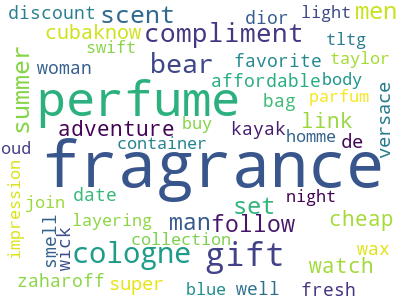 discount scent compliment dior light men
cubaknow tltg
swift woman bear favorite taylor
summer affordable body
perfume bag parfum versace
adventure buy kayak link
oud container homme de
fragrance
impression join date set night
man follow cheap
smell wick layering
cologne collection gift wax
zaharoff super watch
blue well fresh